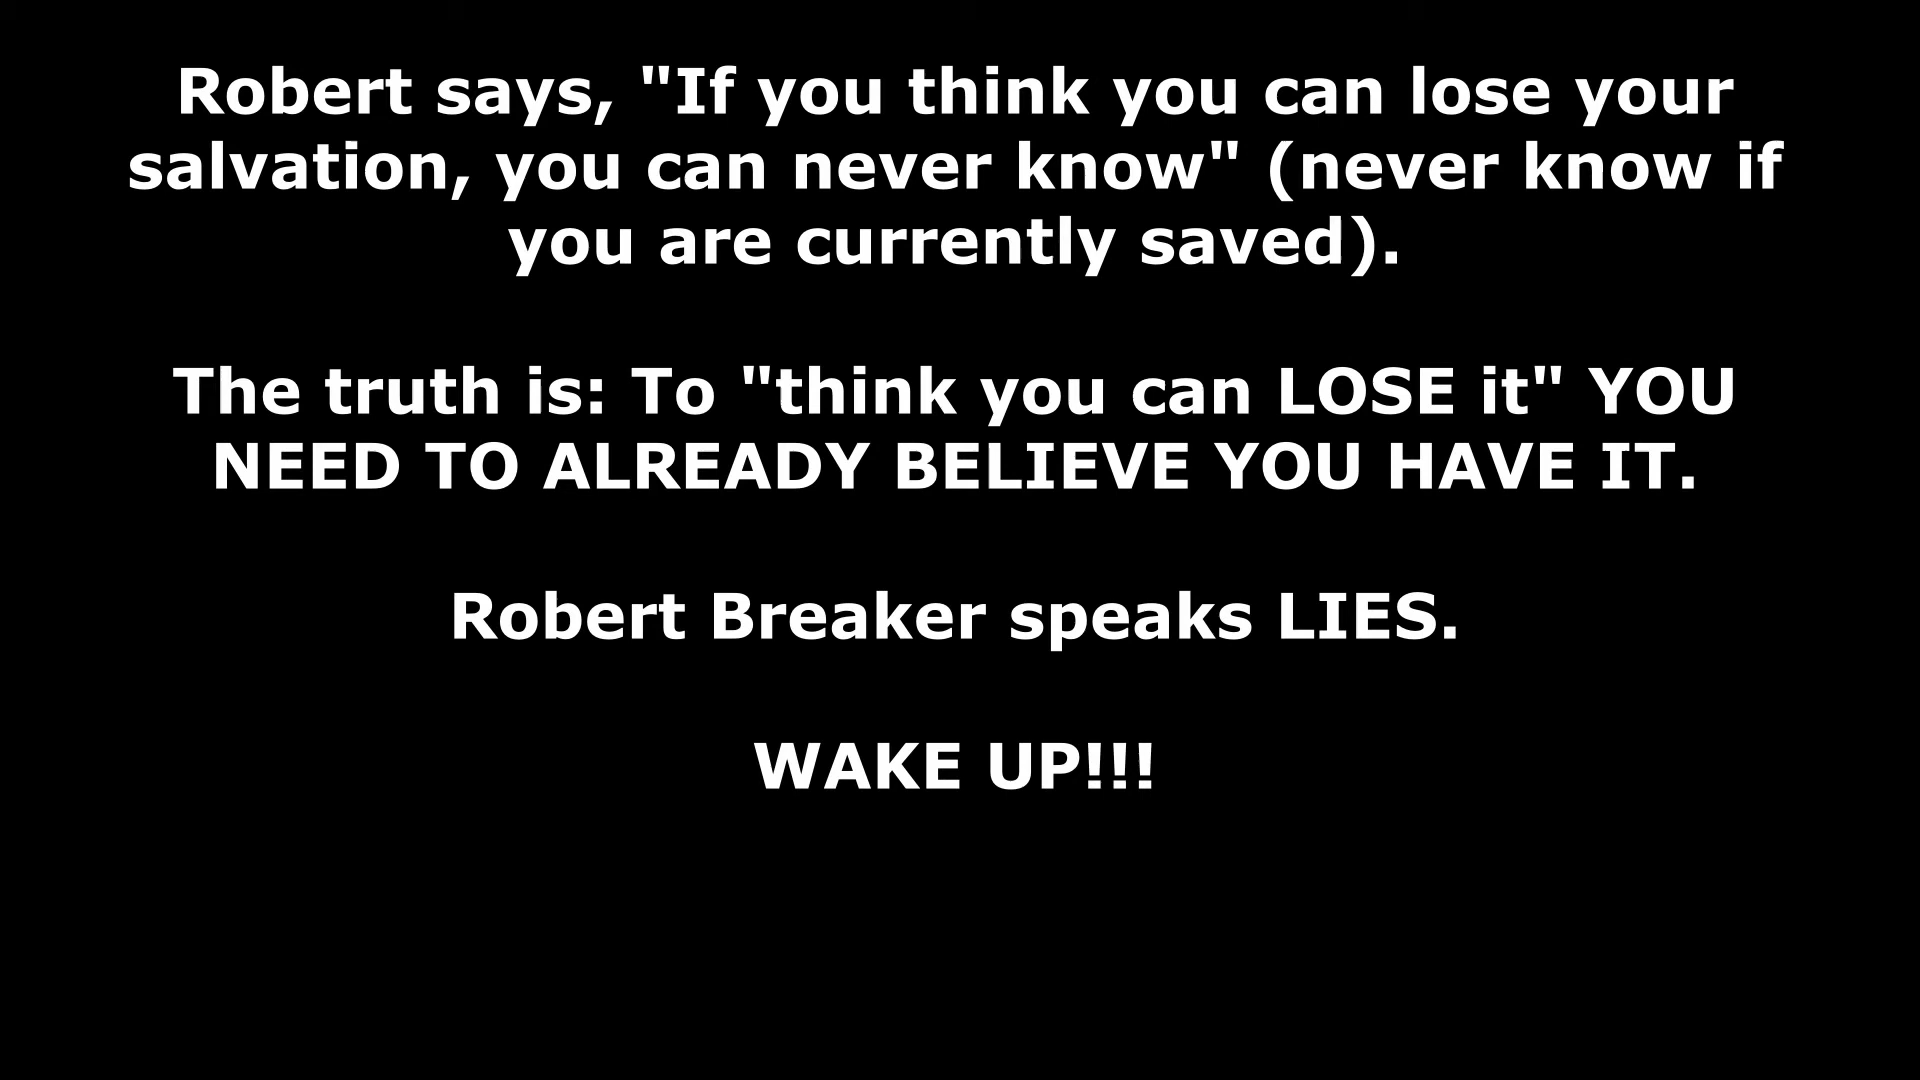 Robert says, "If you think you can lose your
salvation, you can never know" (never know if
you are currently saved).
The truth is: To "think you can LOSE it" YOU
NEED TO ALREADY BELIEVE YOU HAVE IT.
Robert Breaker speaks LIES.
WAKE UP!!!